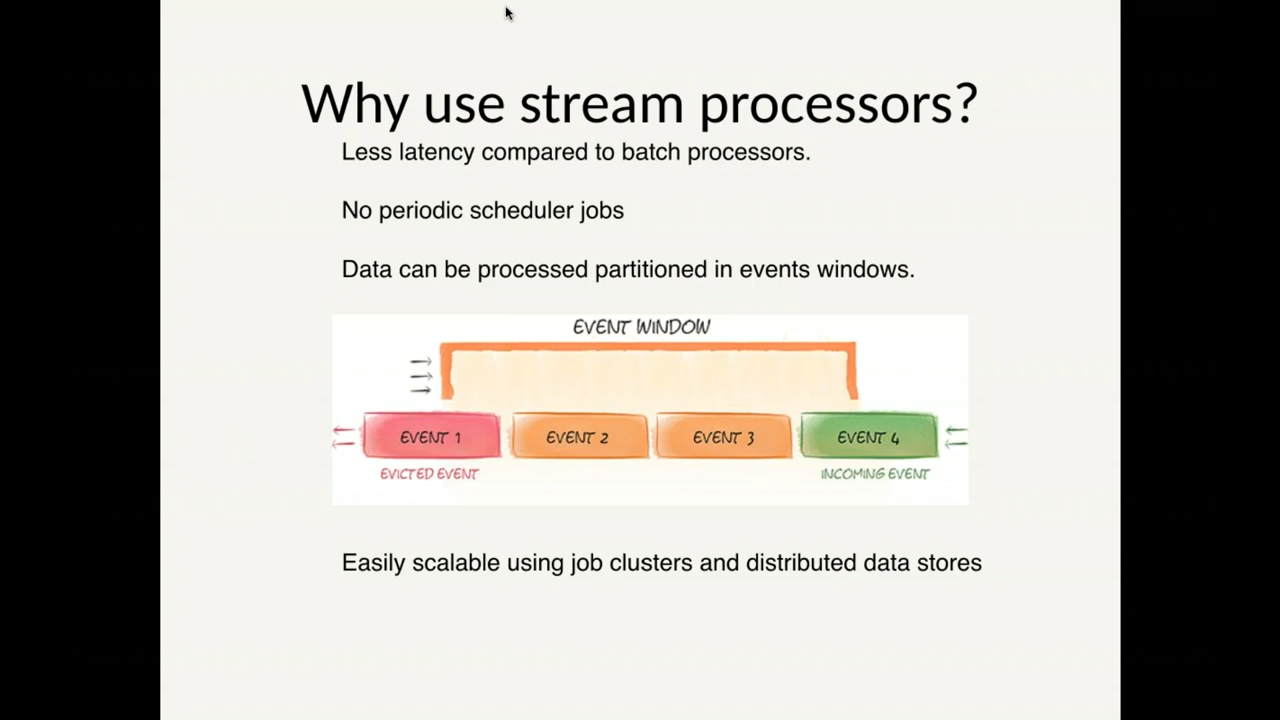 Why use stream processors?
Less latency compared to batch processors.
No periodic scheduler jobs
Data can be processed partitioned in events windows.
EVENT WINDOW
EVENT 1
EVENT 2
EVENT 3
EVENT 4
EVICTED EVENT
INCOMING EVENT
Easily scalable using job clusters and distributed data stores